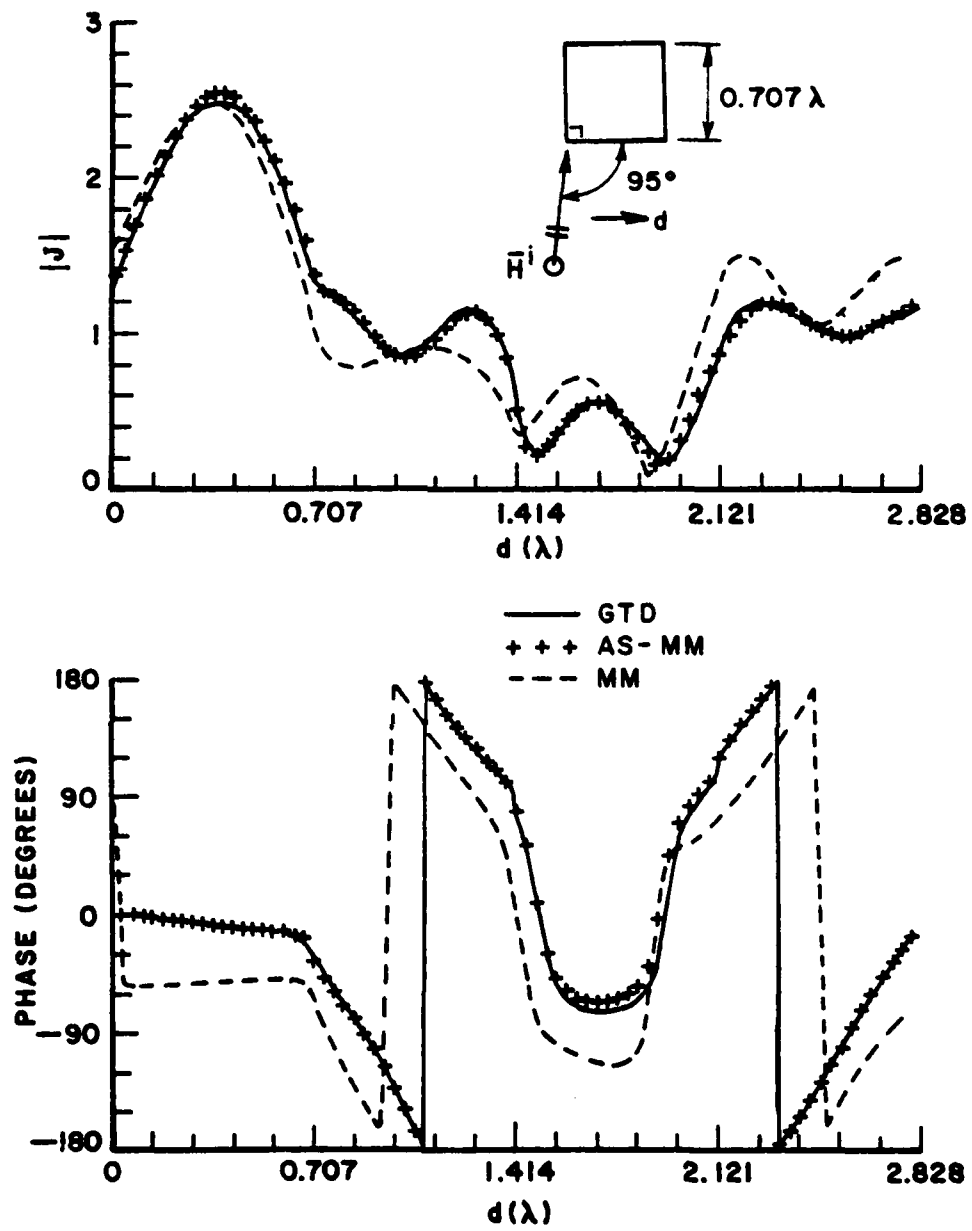 3
2
1
0
|J|
0.707λ
95°
d
H̄ⁱ
0 0.707 1.414 2.121 2.828
d (λ)
GTD
+ + + AS-MM
MM
180
90
0
−90
−180
PHASE (DEGREES)
0 0.707 1.414 2.121 2.828
d(λ)